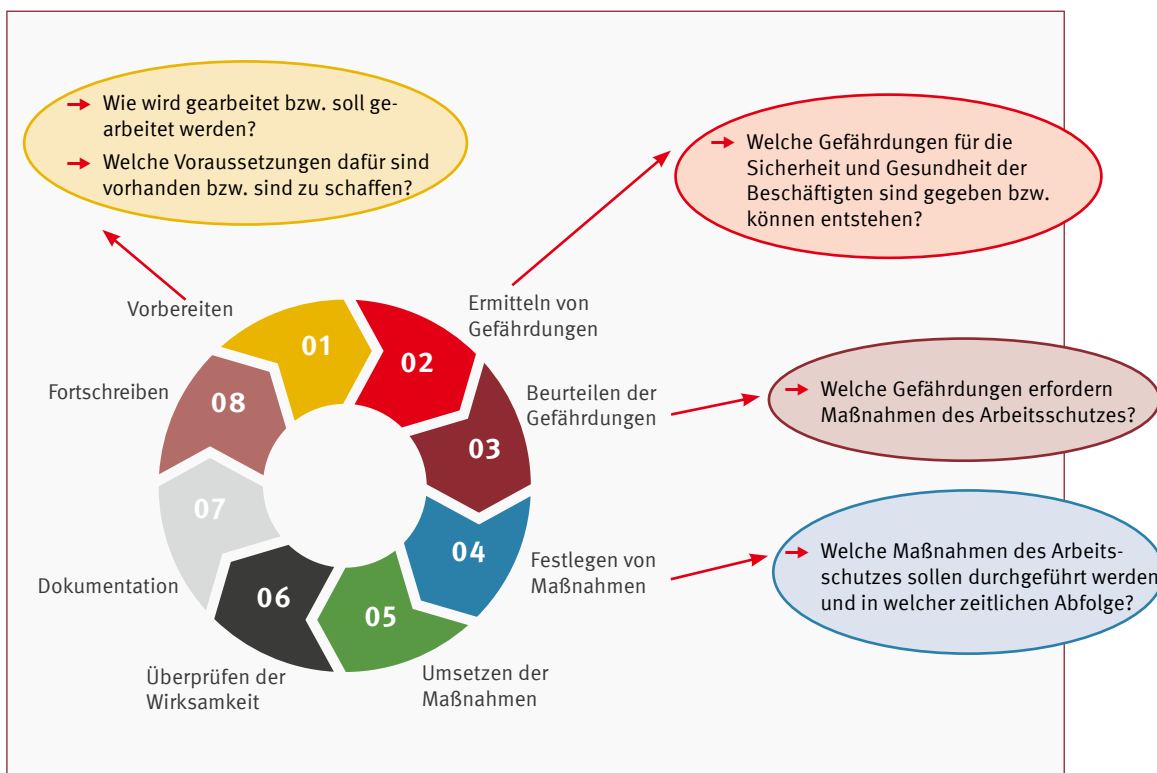 Wie wird gearbeitet bzw. soll ge-
arbeitet werden?
Welche Voraussetzungen dafür sind
vorhanden bzw. sind zu schaffen?
Welche Gefährdungen für die
Sicherheit und Gesundheit der
Beschäftigten sind gegeben bzw.
können entstehen?
Vorbereiten
01
Ermitteln von
Gefährdungen
02
Beurteilen der
Gefährdungen
03
Welche Gefährdungen erfordern
Maßnahmen des Arbeitsschutzes?
Festlegen von
Maßnahmen
04
Welche Maßnahmen des Arbeits-
schutzes sollen durchgeführt werden
und in welcher zeitlichen Abfolge?
Umsetzen der
Maßnahmen
05
Überprüfen der
Wirksamkeit
06
Dokumentation
07
Fortschreiben
08